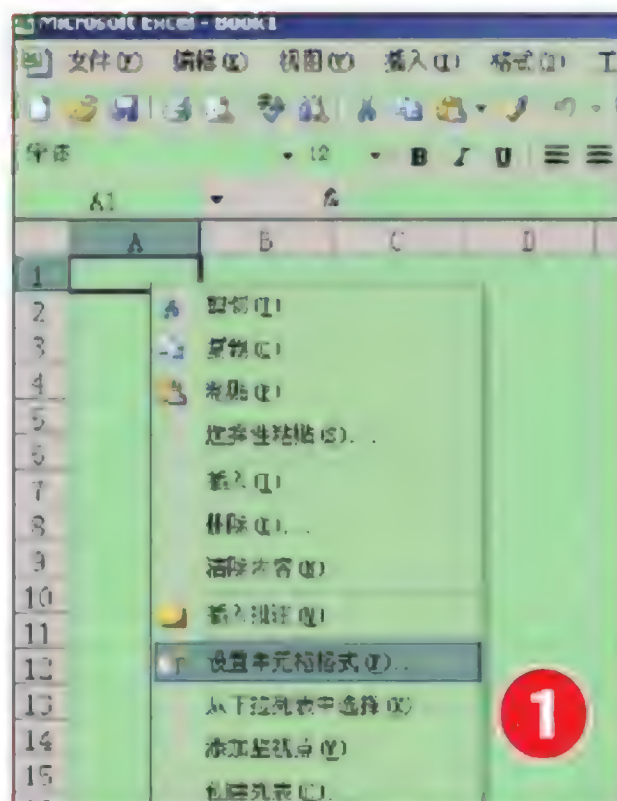 Microsoft Excel - Book1
文件(F) 编辑(E) 视图(V) 插入(I) 格式(O) 工
宋体 12 B I U
A1 fx
A B C D
1
2 剪切(T)
3 复制(C)
4 粘贴(P)
5 选择性粘贴(S)...
6
7 插入(I)
8 删除(D)...
9 清除内容(N)
10 插入批注(M)
11
12 设置单元格格式(F)...
13 从下拉列表中选择(K)
14 添加监视点(W)
15 创建列表(C)...
1